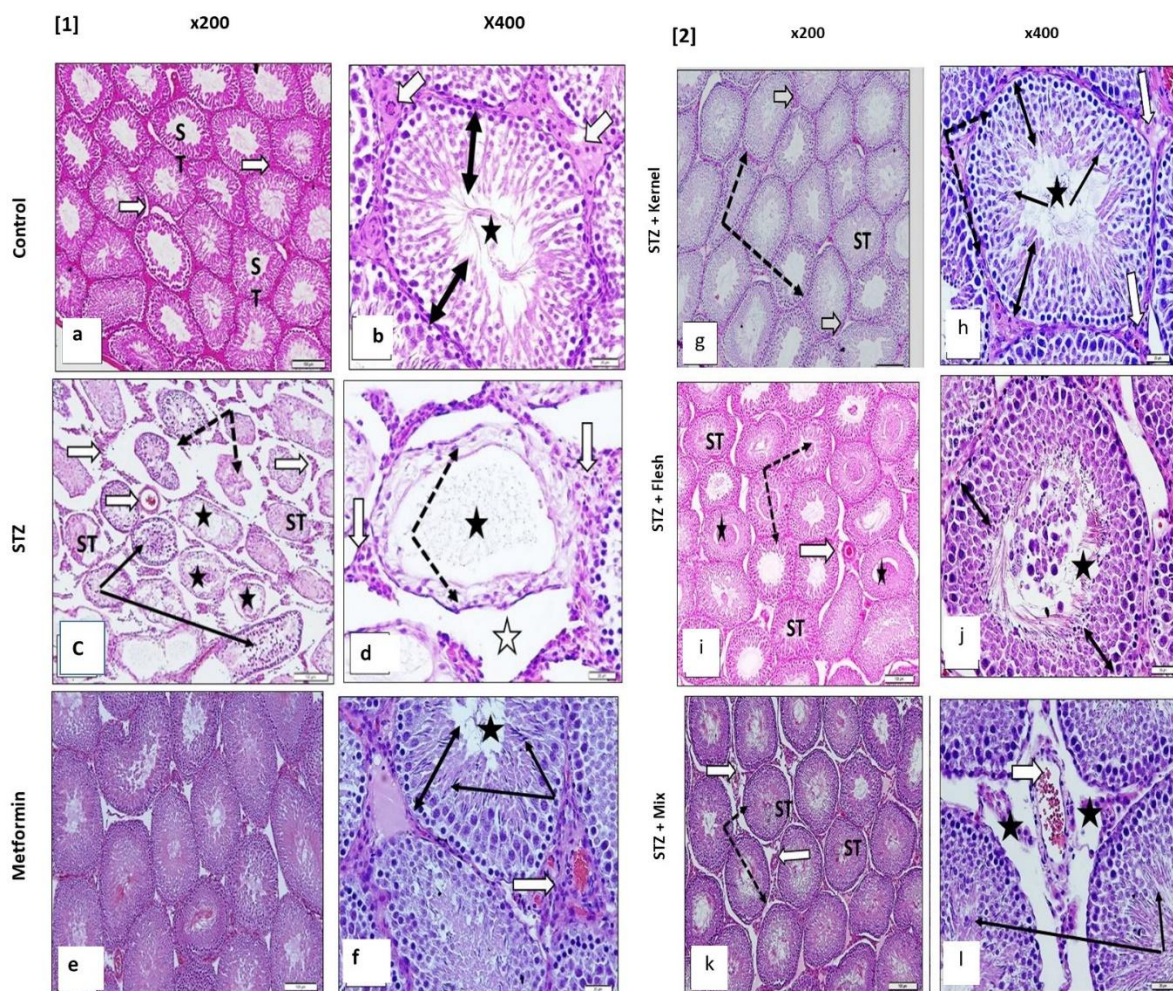 [1]
x200
X400
Control
S
T
S
T
a
b
STZ
ST
ST
C
d
Metformin
e
f
[2]
x200
x400
STZ + Kernel
ST
g
h
STZ + Flesh
ST
ST
i
j
STZ + Mix
ST
ST
k
l